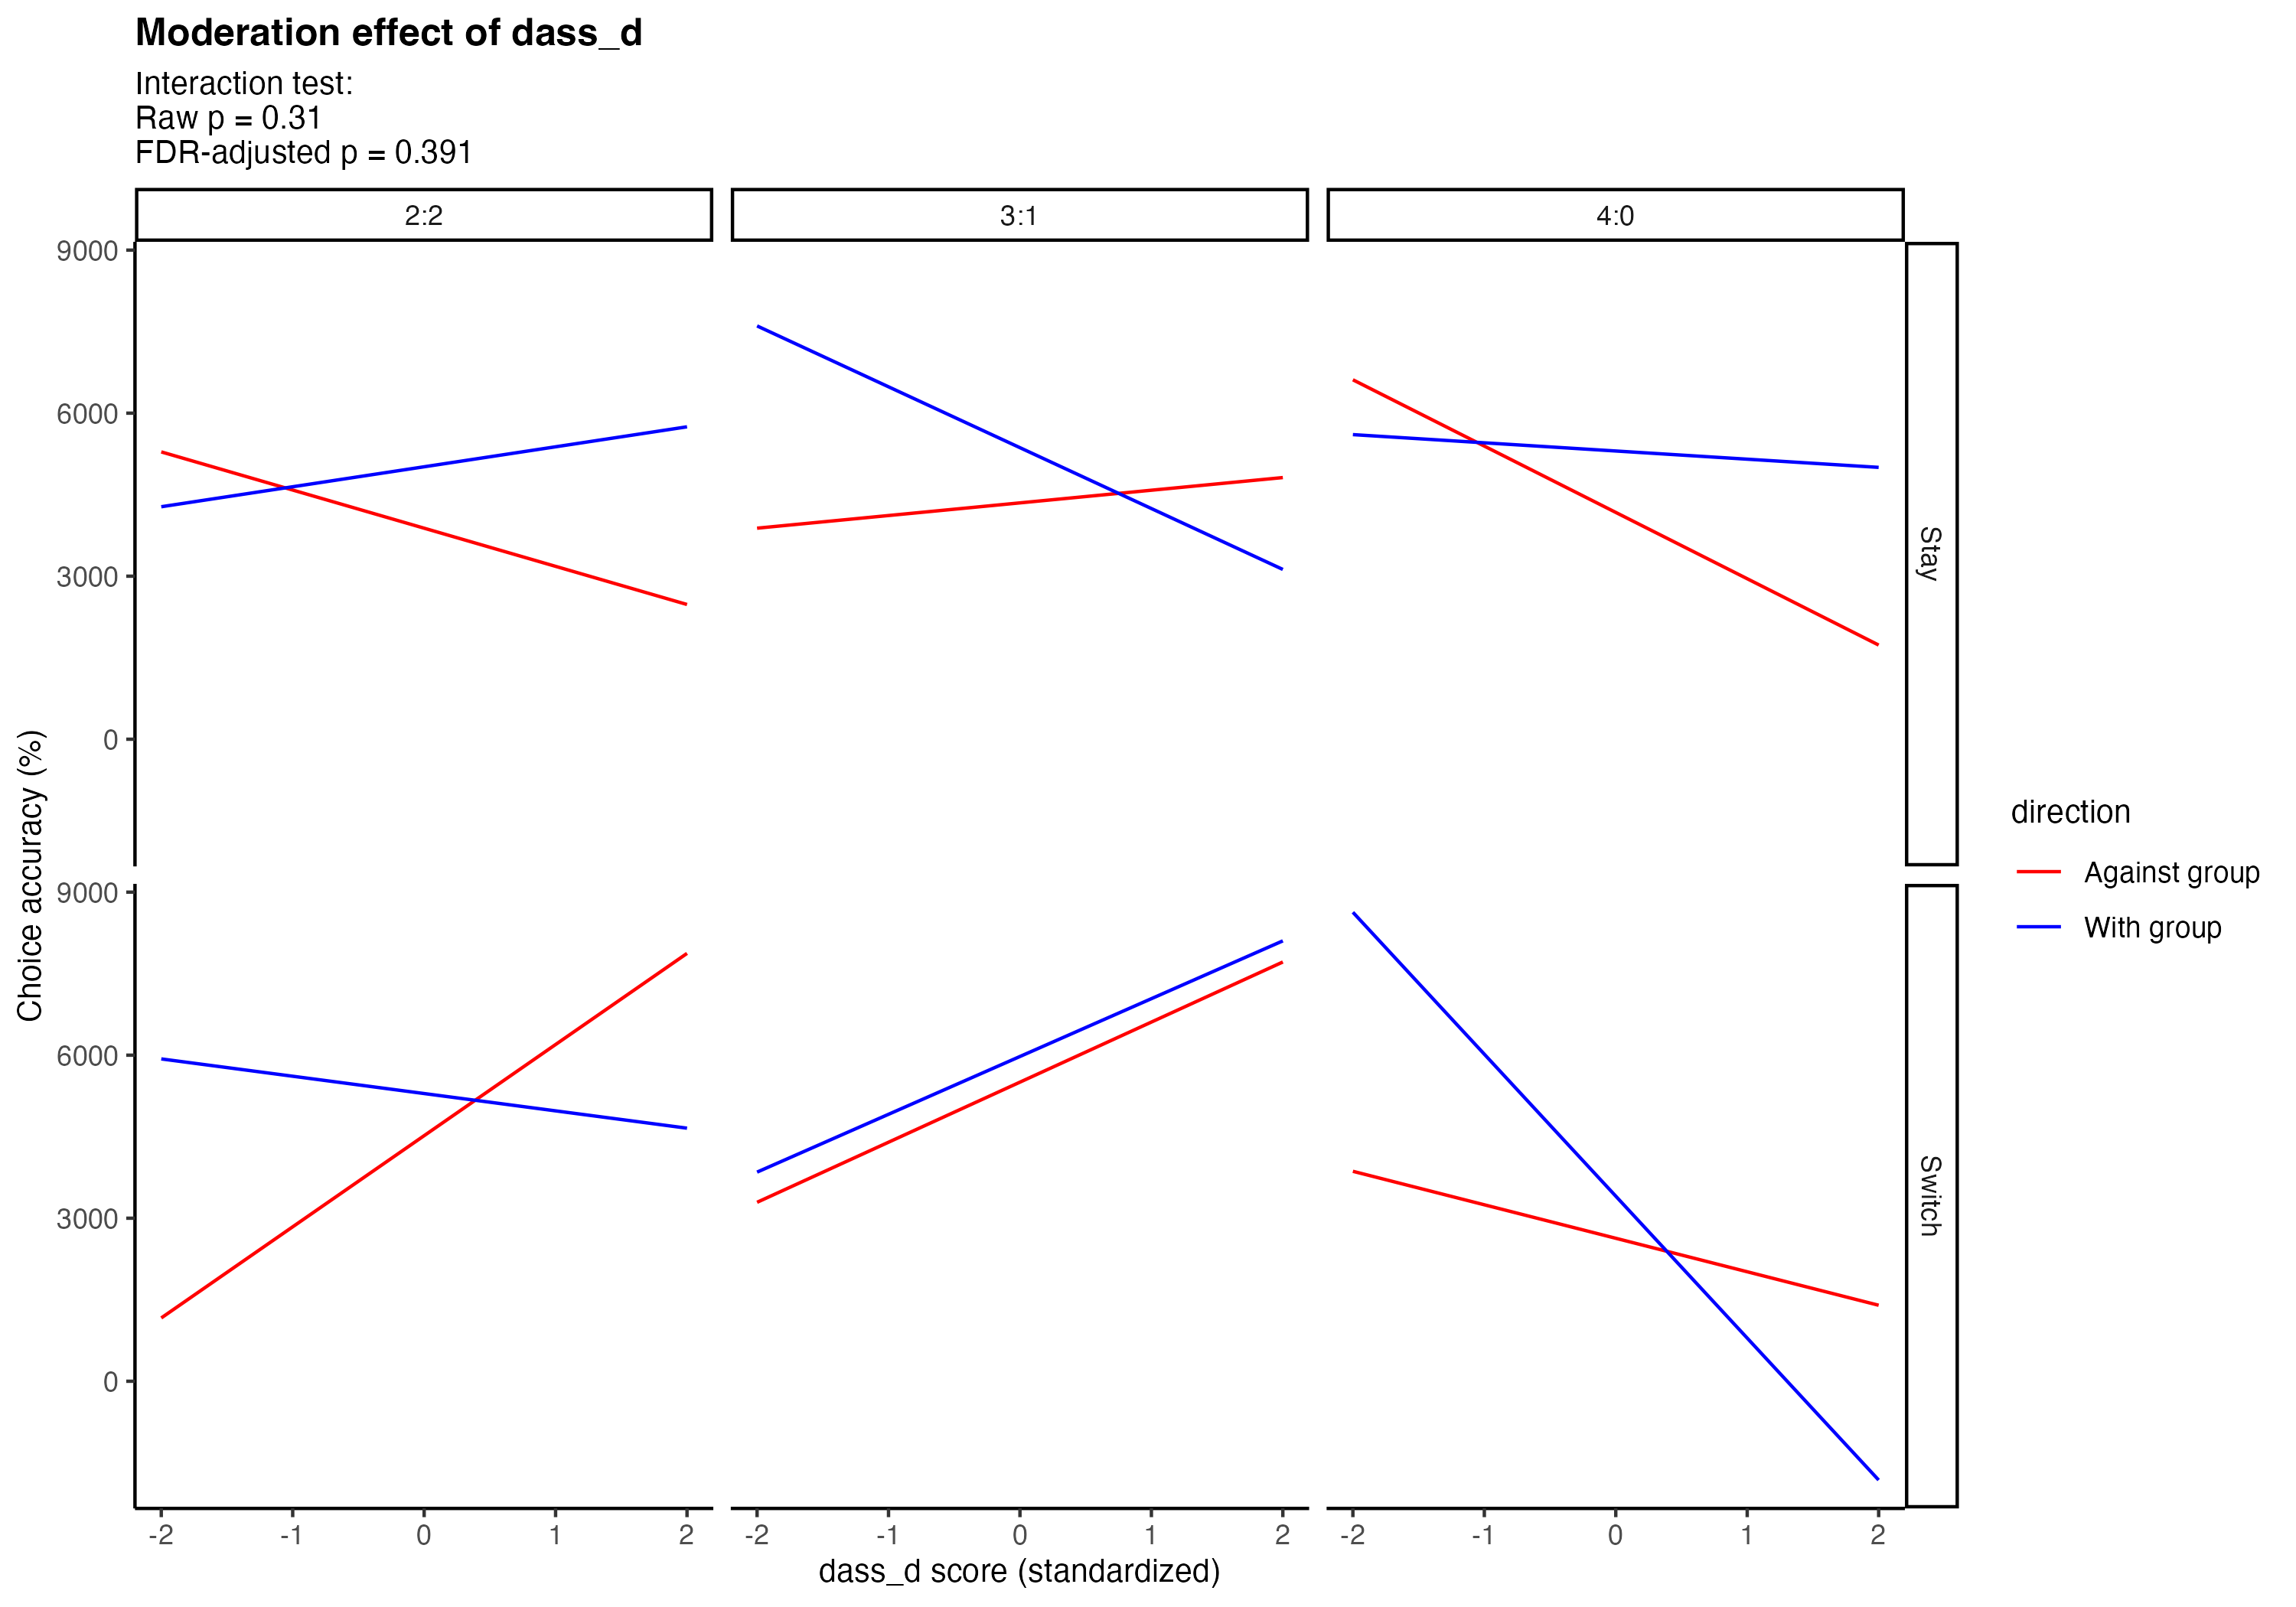 Moderation effect of dass_d
Interaction test:
Raw p = 0.31
FDR-adjusted p = 0.391
2:2
3:1
4:0
9000
6000
3000
0
Stay
9000
6000
3000
0
Switch
Choice accuracy (%)
-2
-1
0
1
2
-2
-1
0
1
2
-2
-1
0
1
2
dass_d score (standardized)
direction
Against group
With group